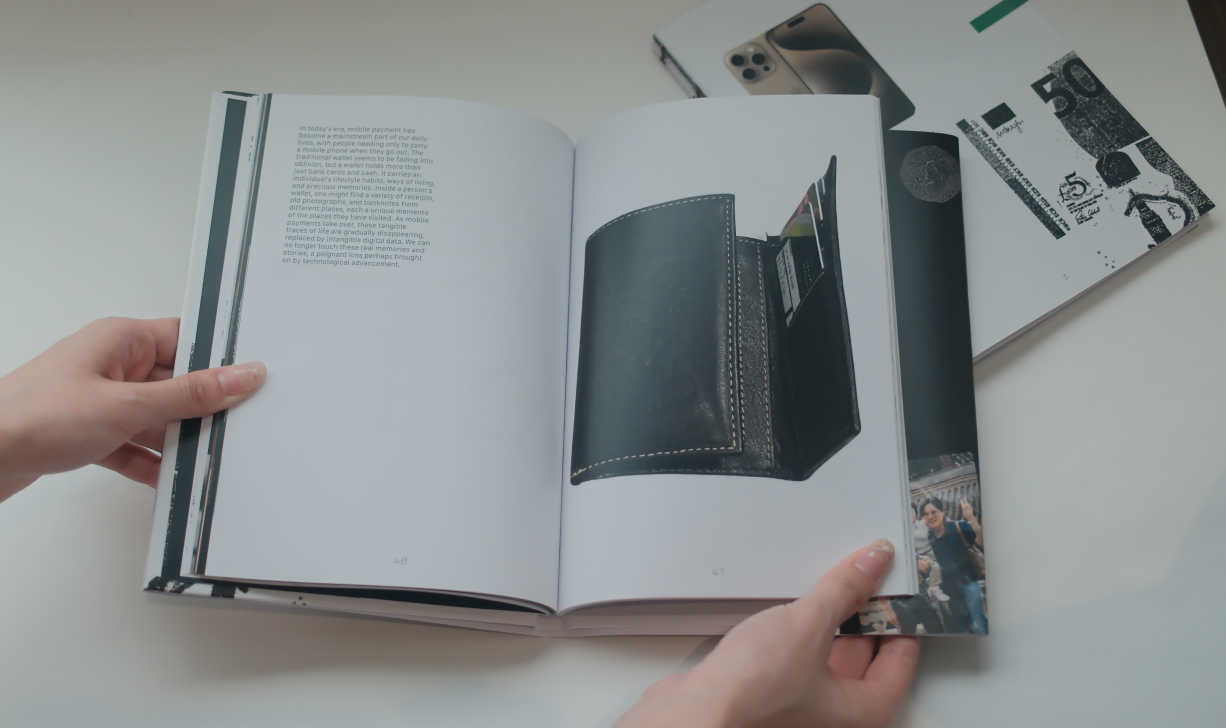 In today's era, mobile payment has
become a mainstream part of our daily
lives, with people needing only to carry
a mobile phone when they go out. The
traditional wallet seems to be fading into
oblivion, but a wallet holds more than
just bank cards and cash. It carries an
individual's lifestyle habits, ways of living,
and precious memories. Inside a person's
wallet, one might find a variety of receipts,
old photographs, and banknotes from
different places, each a unique memento
of the places they have visited. As mobile
payments take over, these tangible
traces of life are gradually disappearing,
replaced by intangible digital data. We can
no longer touch these real memories and
stories, a poignant loss perhaps brought
on by technological advancement.
47
50